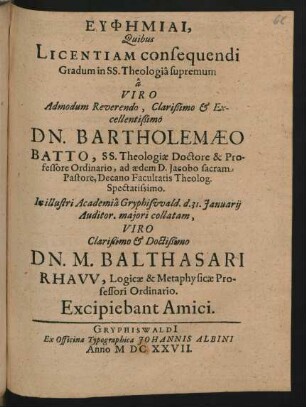 ΕΥΦΗΜΙΑΙ,
Quibus
LICENTIAM consequendi
Gradum in SS. Theologiâ supremum
à
VIRO
Admodum Reverendo, Clarissimo & Ex-
cellentissimo
DN. BARTHOLEMÆO
BATTO, SS. Theologiæ Doctore & Pro-
fessore Ordinario, ad ædem D. Jacobo sacram
Pastore, Decano Facultatis Theolog.
Spectatissimo.
In illustri Academiâ Gryphiswald. d. 31. Januarij
Auditor. majori collatam,
VIRO
Clarissimo & Doctissimo
DN. M. BALTHASARI
RHAVV, Logicæ & Metaphysicæ Pro-
fessori Ordinario.
Excipiebant Amici.
GRYPHISWALDI
Ex Officina Typographica JOHANNIS ALBINI
Anno M DC XXVII.